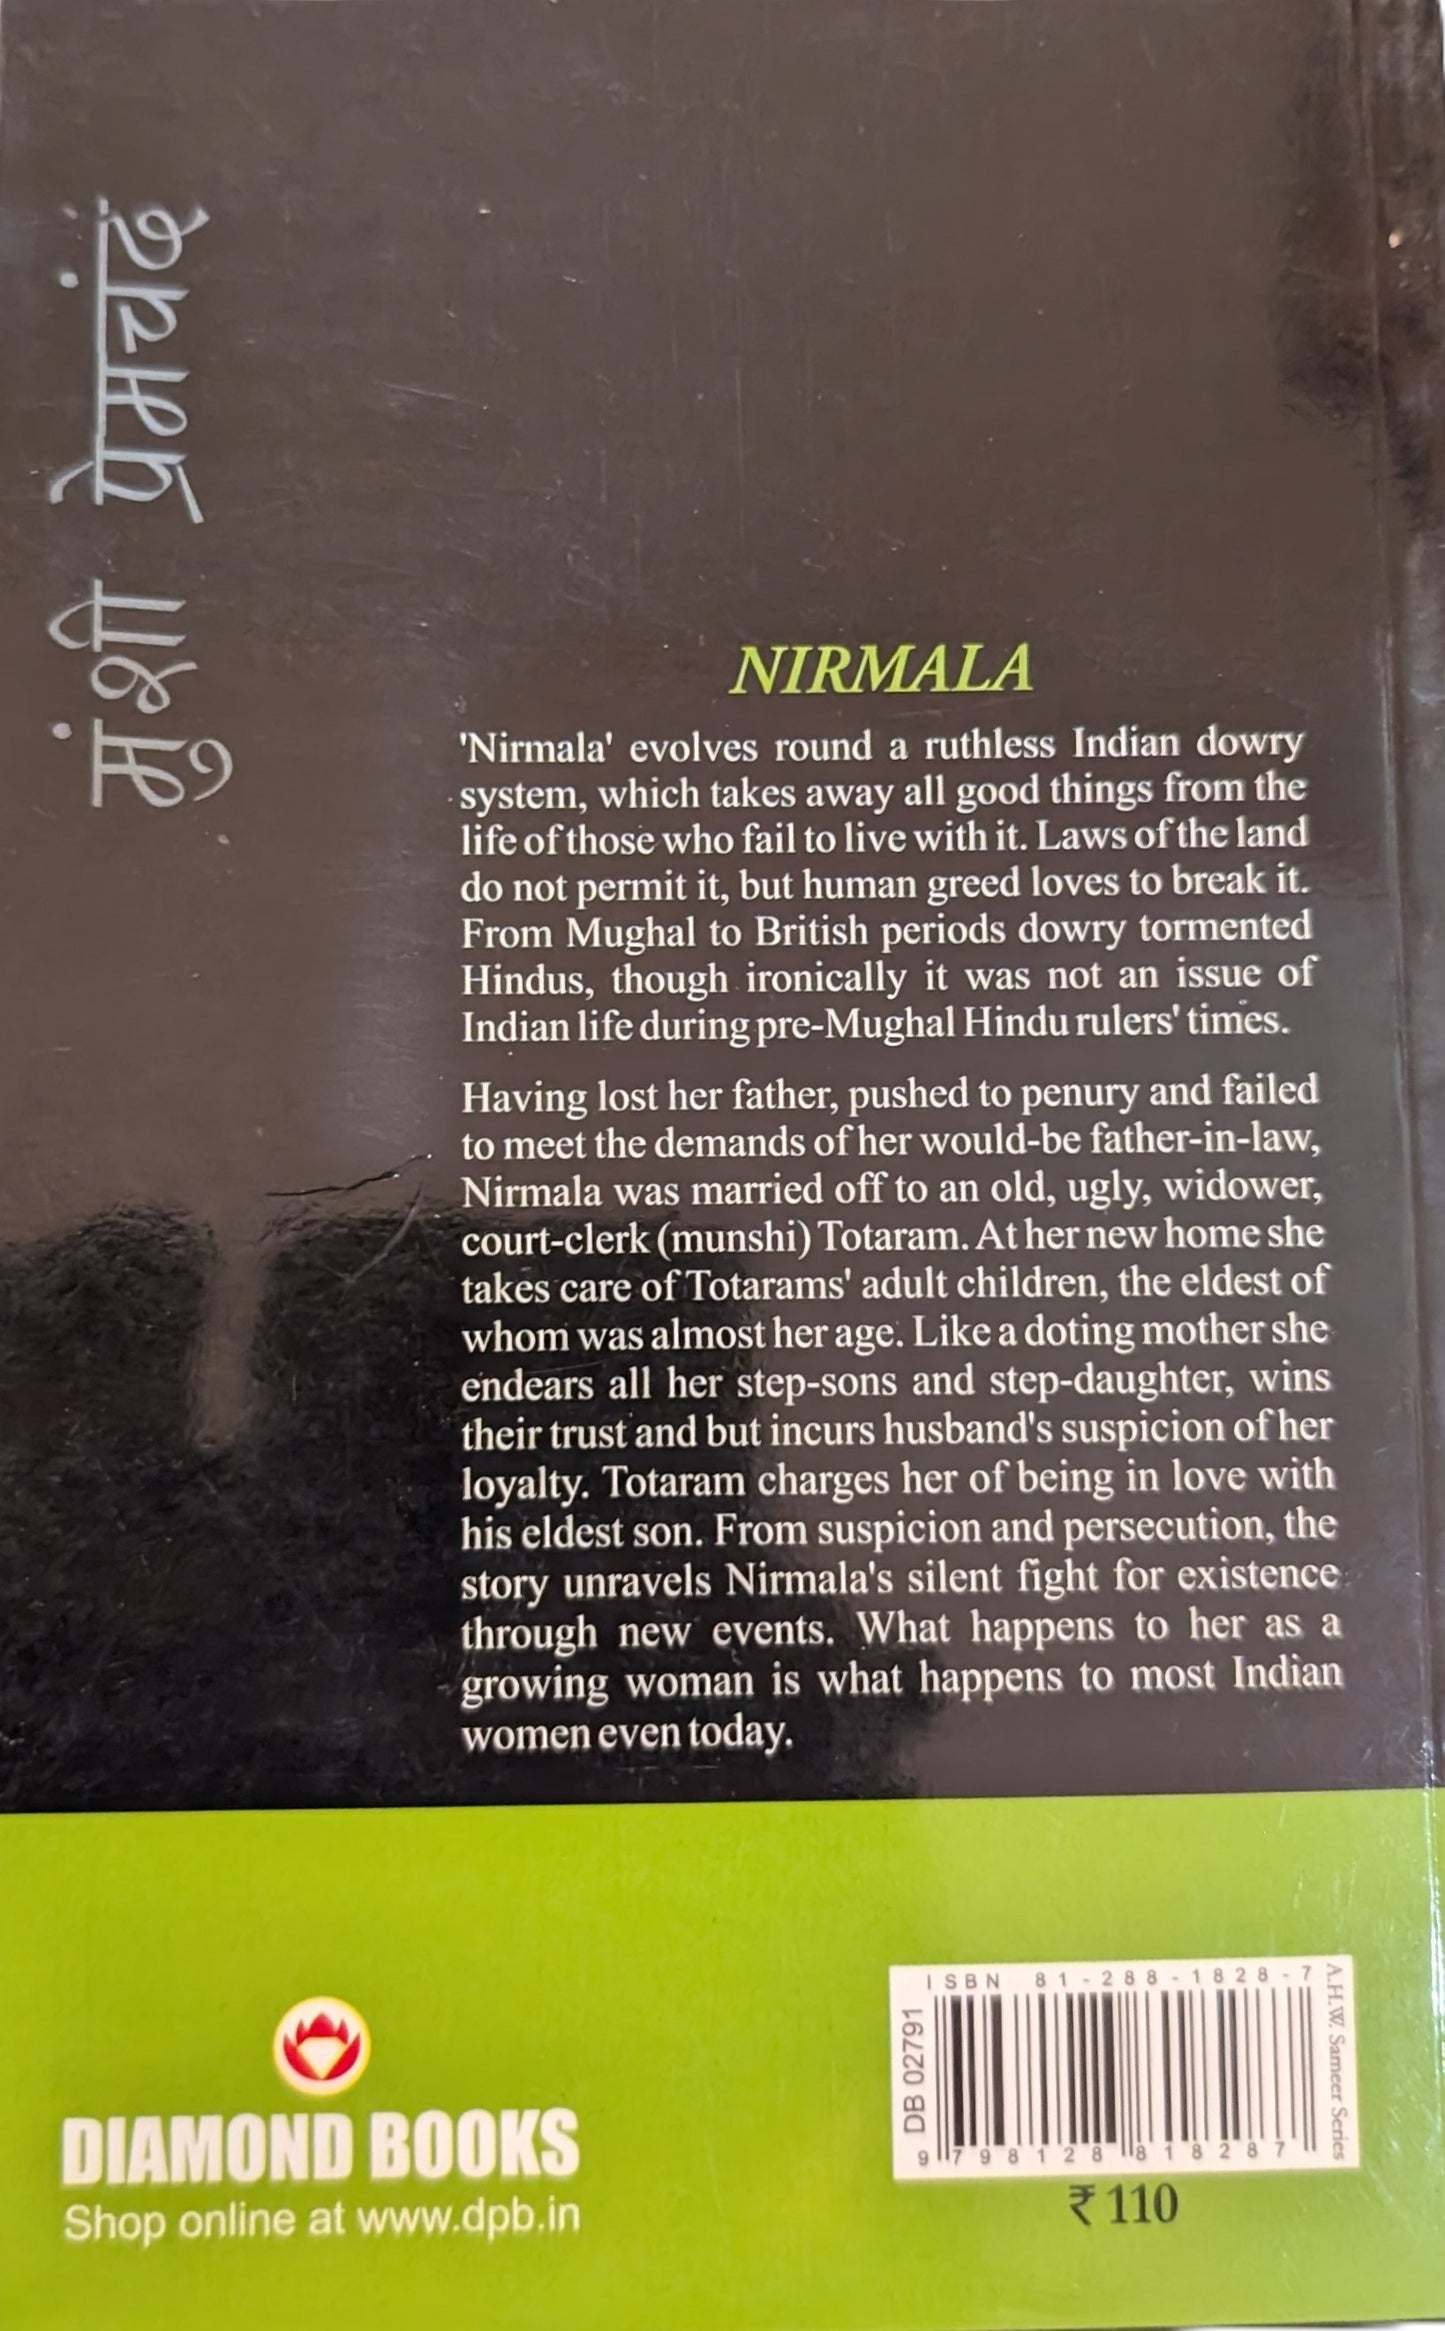 मुंशी प्रेमचंद
NIRMALA
'Nirmala' evolves round a ruthless Indian dowry
system, which takes away all good things from the
life of those who fail to live with it. Laws of the land
do not permit it, but human greed loves to break it.
From Mughal to British periods dowry tormented
Hindus, though ironically it was not an issue of
Indian life during pre-Mughal Hindu rulers' times.
Having lost her father, pushed to penury and failed
to meet the demands of her would-be father-in-law,
Nirmala was married off to an old, ugly, widower,
court-clerk (munshi) Totaram. At her new home she
takes care of Totarams' adult children, the eldest of
whom was almost her age. Like a doting mother she
endears all her step-sons and step-daughter, wins
their trust and but incurs husband's suspicion of her
loyalty. Totaram charges her of being in love with
his eldest son. From suspicion and persecution, the
story unravels Nirmala's silent fight for existence
through new events. What happens to her as a
growing woman is what happens to most Indian
women even today.
DIAMOND BOOKS
Shop online at www.dpb.in
ISBN 81-288-1828-7
DB 02791
A.H.W. Sameer Series
9 798128 818287
₹ 110